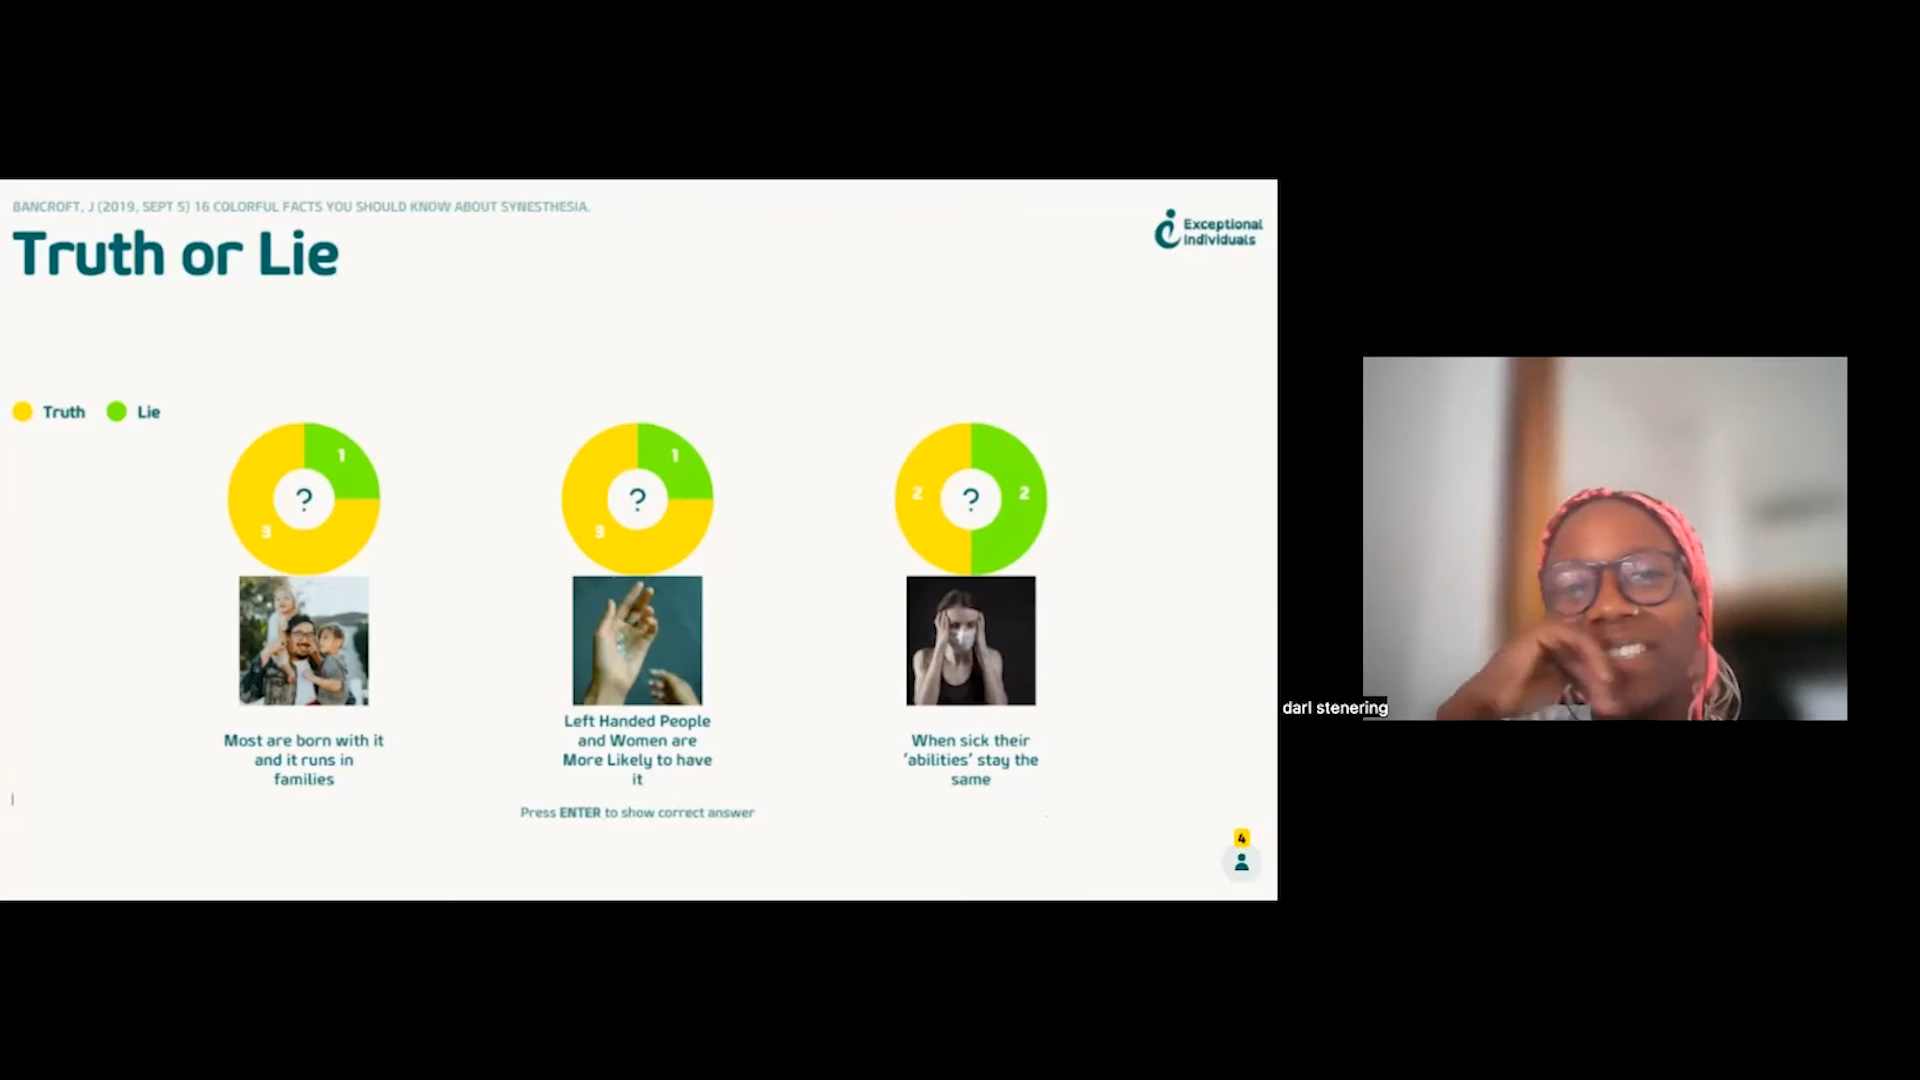 BANCROFT, J (2019, SEPT 5) 16 COLORFUL FACTS YOU SHOULD KNOW ABOUT SYNESTHESIA.
Truth or Lie
Exceptional
Individuals
Truth Lie
1
?
3
1
?
3
2
?
2
Most are born with it
and it runs in
families
Left Handed People
and Women are
More Likely to have
it
When sick their
'abilities' stay the
same
Press ENTER to show correct answer
4
darl stenering